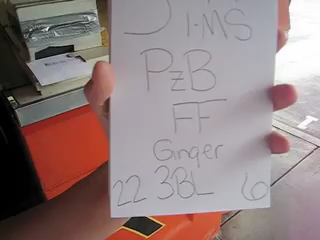 J 1-MS
PzB
FF
Ginger
22 3BL 6